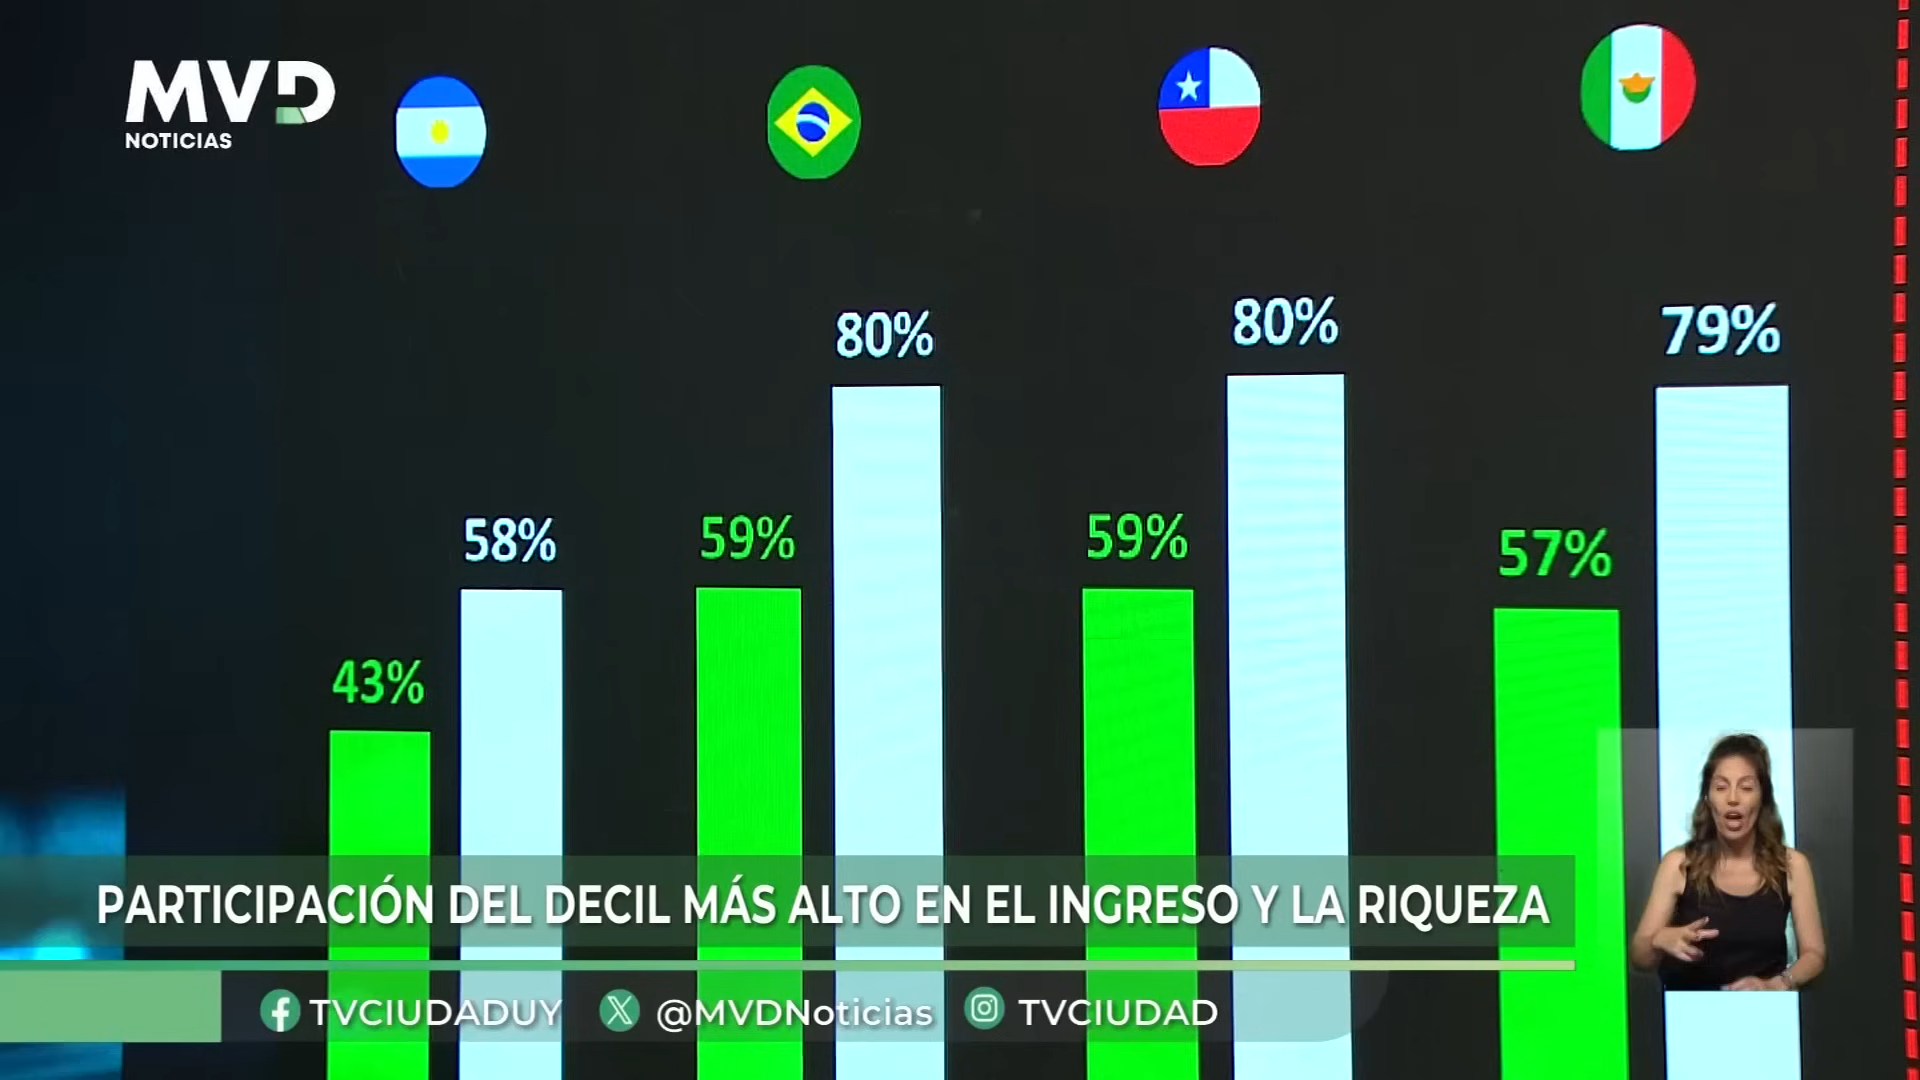 MVD
NOTICIAS
80%
80%
79%
58%
59%
59%
57%
43%
PARTICIPACIÓN DEL DECIL MÁS ALTO EN EL INGRESO Y LA RIQUEZA
TVCIUDADUY @MVDNoticias TVCIUDAD